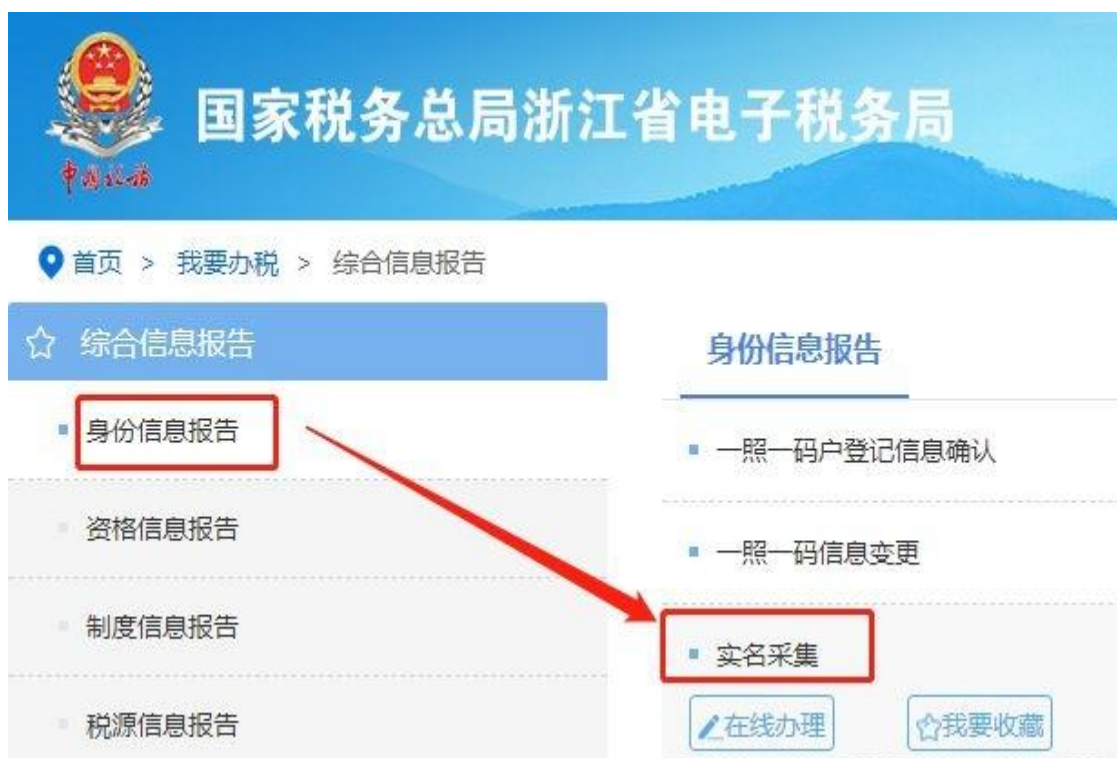 国家税务总局浙江省电子税务局
中国税务
首页 > 我要办税 > 综合信息报告
综合信息报告
身份信息报告
资格信息报告
制度信息报告
税源信息报告
身份信息报告
一照一码户登记信息确认
一照一码信息变更
实名采集
在线办理 我要收藏